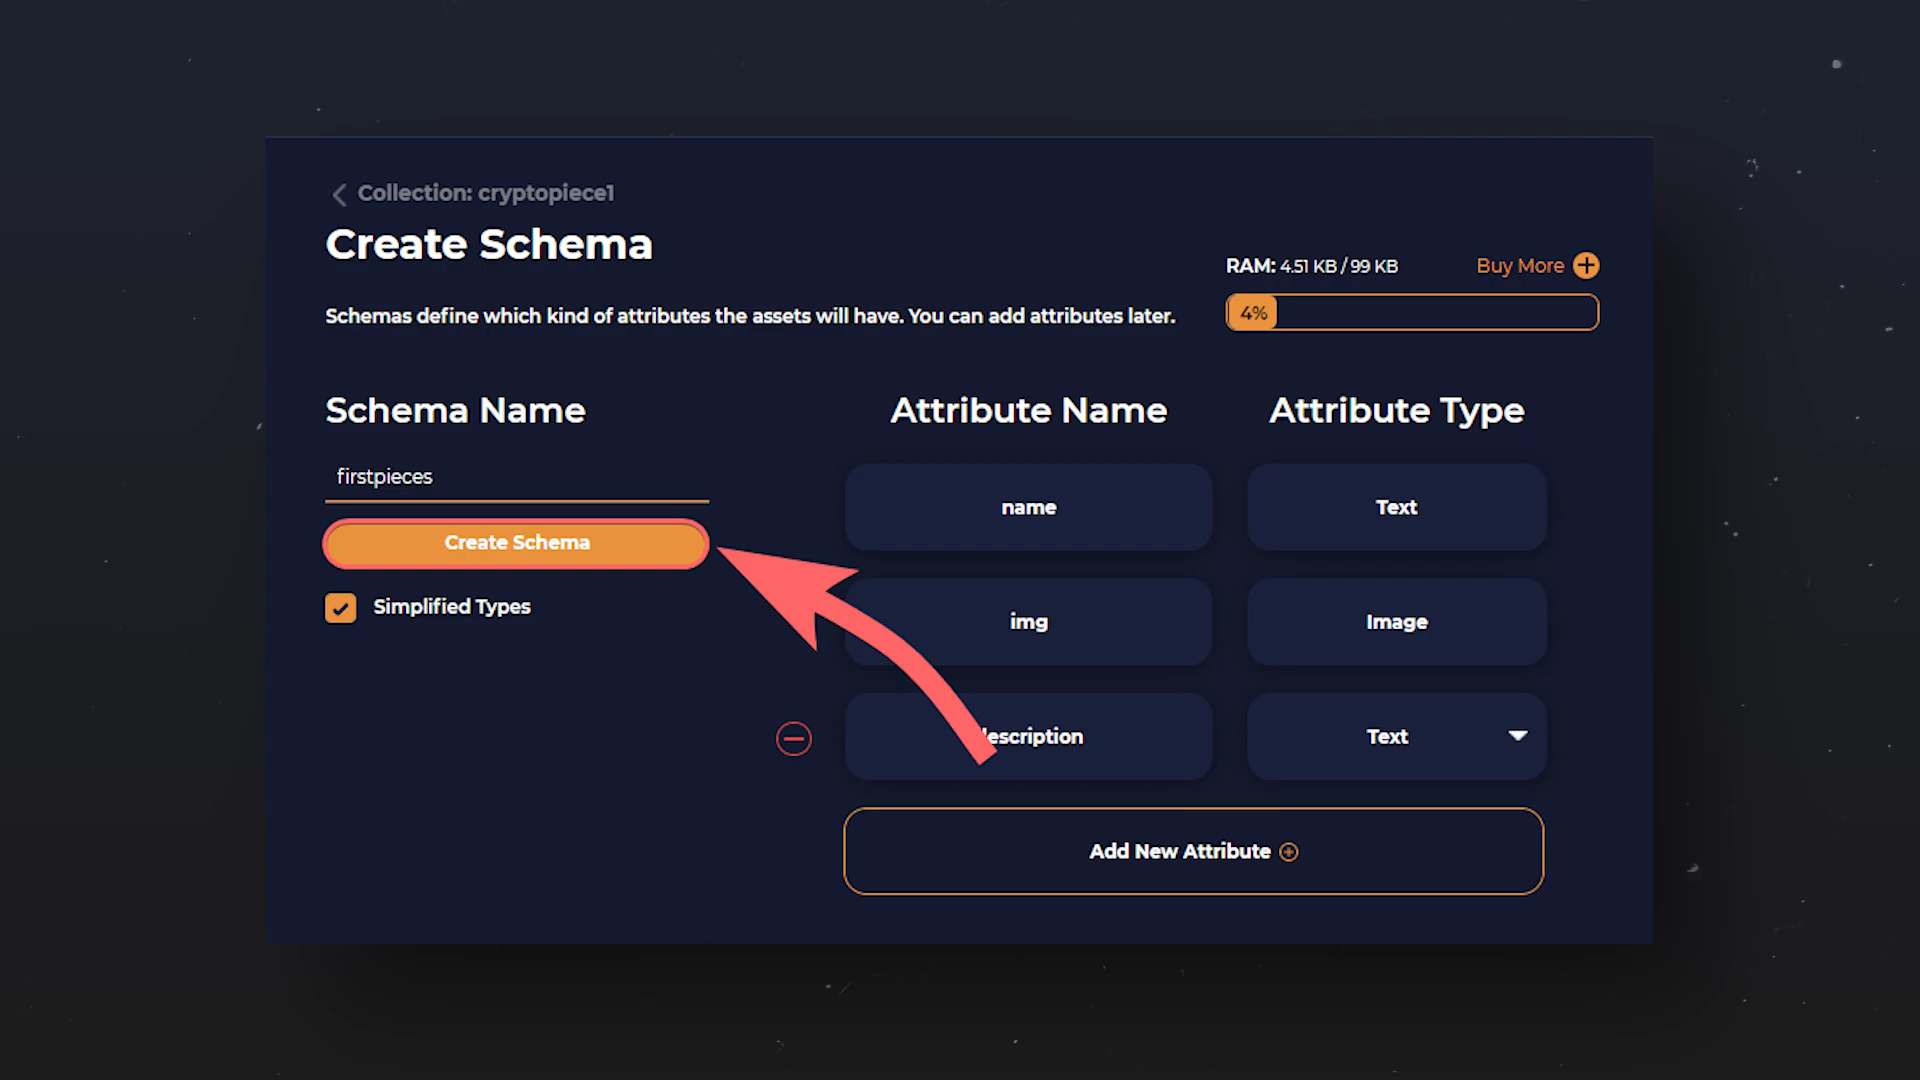 Collection: cryptopiece1
Create Schema
RAM: 4.51 KB / 99 KB
Buy More
Schemas define which kind of attributes the assets will have. You can add attributes later.
4%
Schema Name
Attribute Name
Attribute Type
firstpieces
name
Text
Create Schema
Simplified Types
img
Image
description
Text
Add New Attribute